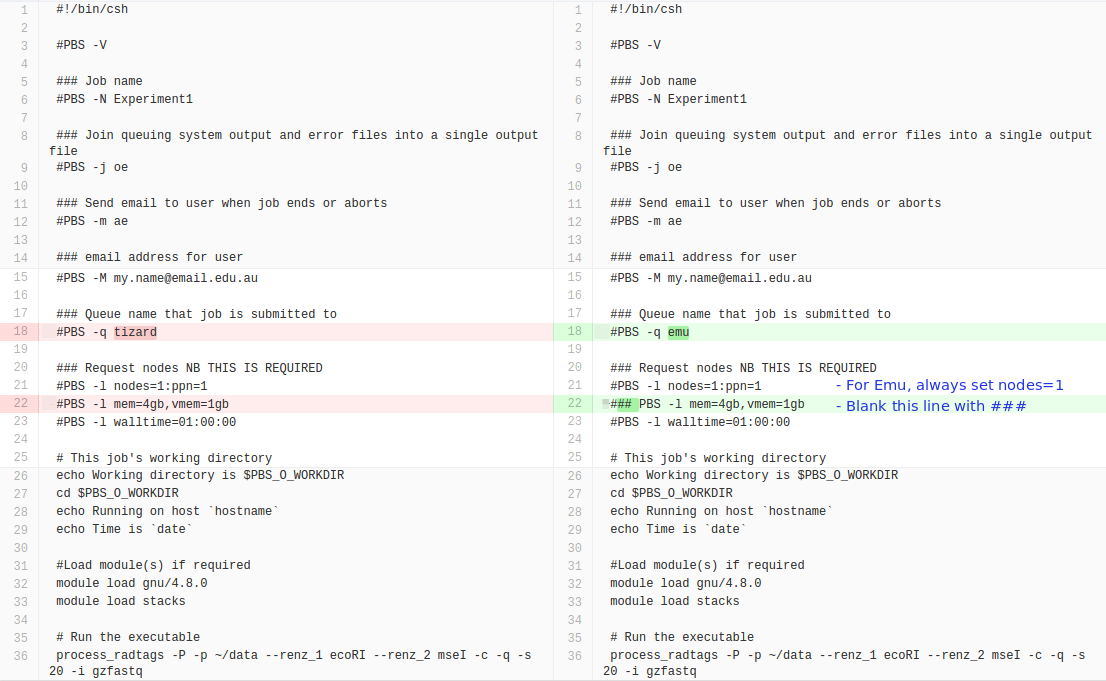 1 #!/bin/csh
2
3 #PBS -V
4
5 ### Job name
6 #PBS -N Experiment1
7
8 ### Join queuing system output and error files into a single output
file
9 #PBS -j oe
10
11 ### Send email to user when job ends or aborts
12 #PBS -m ae
13
14 ### email address for user
15 #PBS -M my.name@email.edu.au
16
17 ### Queue name that job is submitted to
18 #PBS -q tizard
19
20 ### Request nodes NB THIS IS REQUIRED
21 #PBS -l nodes=1:ppn=1
22 #PBS -l mem=4gb,vmem=1gb
23 #PBS -l walltime=01:00:00
24
25 # This job's working directory
26 echo Working directory is $PBS_O_WORKDIR
27 cd $PBS_O_WORKDIR
28 echo Running on host `hostname`
29 echo Time is `date`
30
31 #Load module(s) if required
32 module load gnu/4.8.0
33 module load stacks
34
35 # Run the executable
36 process_radtags -P -p ~/data --renz_1 ecoRI --renz_2 mseI -c -q -s
20 -i gzfastq
1 #!/bin/csh
2
3 #PBS -V
4
5 ### Job name
6 #PBS -N Experiment1
7
8 ### Join queuing system output and error files into a single output
file
9 #PBS -j oe
10
11 ### Send email to user when job ends or aborts
12 #PBS -m ae
13
14 ### email address for user
15 #PBS -M my.name@email.edu.au
16
17 ### Queue name that job is submitted to
18 #PBS -q emu
19
20 ### Request nodes NB THIS IS REQUIRED
21 #PBS -l nodes=1:ppn=1 - For Emu, always set nodes=1
22 ### PBS -l mem=4gb,vmem=1gb - Blank this line with ###
23 #PBS -l walltime=01:00:00
24
25 # This job's working directory
26 echo Working directory is $PBS_O_WORKDIR
27 cd $PBS_O_WORKDIR
28 echo Running on host `hostname`
29 echo Time is `date`
30
31 #Load module(s) if required
32 module load gnu/4.8.0
33 module load stacks
34
35 # Run the executable
36 process_radtags -P -p ~/data --renz_1 ecoRI --renz_2 mseI -c -q -s
20 -i gzfastq